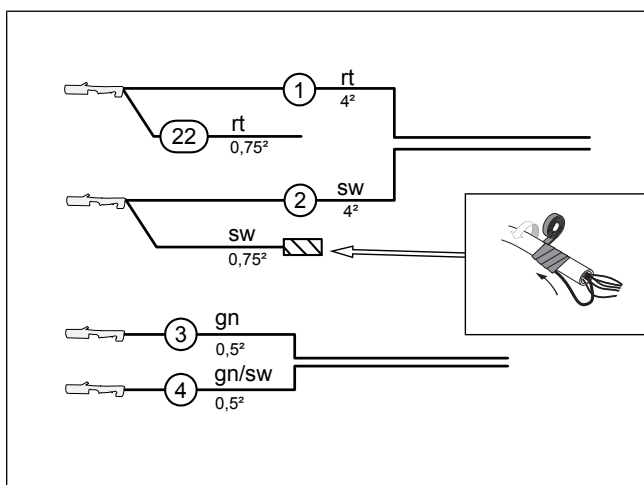 1 rt
4²
22 rt
0,75²
2 sw
4²
sw
0,75²
3 gn
0,5²
4 gn/sw
0,5²